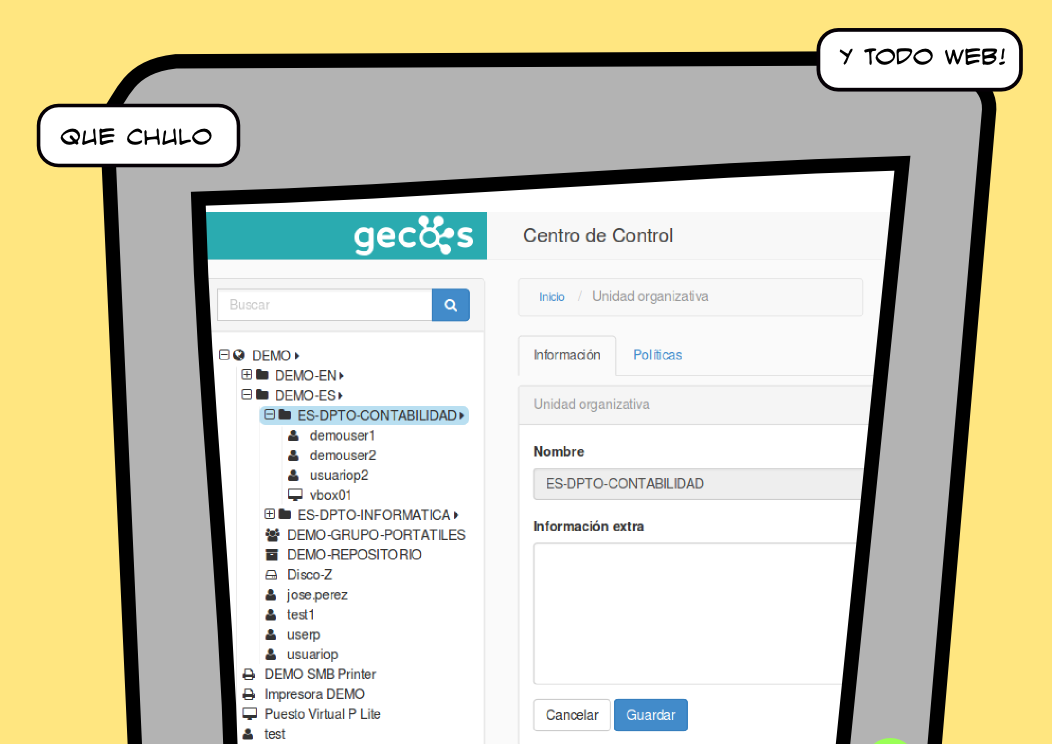 Y TODO WEB!
QUE CHULO
gecos
Centro de Control
Buscar
Inicio / Unidad organizativa
DEMO
DEMO-EN
DEMO-ES
ES-DPTO-CONTABILIDAD
demouser1
demouser2
usuariop2
vbox01
ES-DPTO-INFORMATICA
DEMO-GRUPO-PORTATILES
DEMO-REPOSITORIO
Disco-Z
jose.perez
test1
userp
usuariop
DEMO SMB Printer
Impresora DEMO
Puesto Virtual P Lite
test
Información Políticas
Unidad organizativa
Nombre
ES-DPTO-CONTABILIDAD
Información extra
Cancelar Guardar